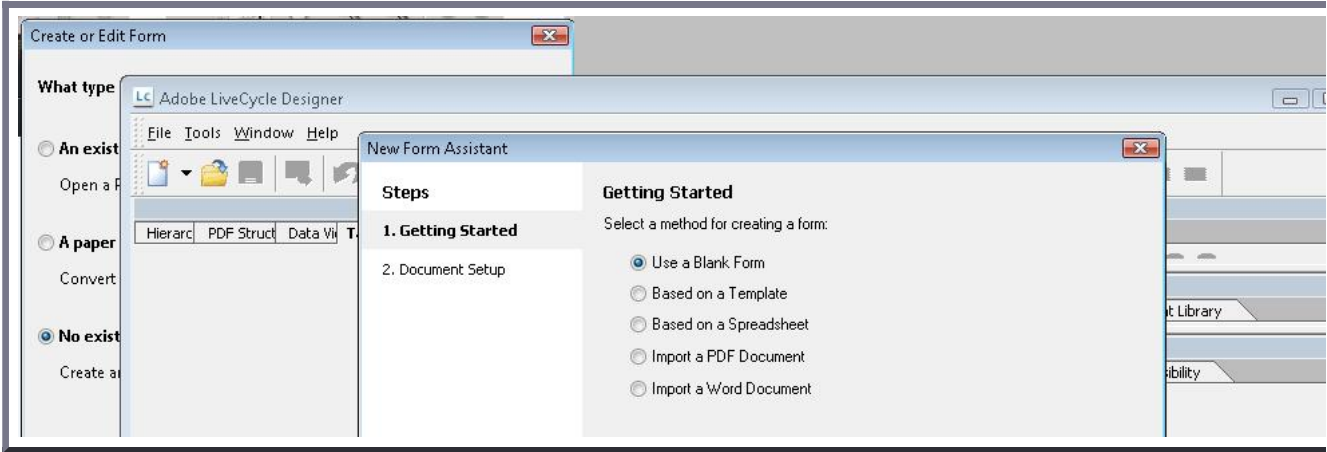 Create or Edit Form
What type
An exist
Open a P
A paper
Convert
No exist
Create an
LC Adobe LiveCycle Designer
File Tools Window Help
Hierarc PDF Struct Data Vi T
New Form Assistant
Steps
1. Getting Started
2. Document Setup
Getting Started
Select a method for creating a form:
Use a Blank Form
Based on a Template
Based on a Spreadsheet
Import a PDF Document
Import a Word Document
t Library
ibility